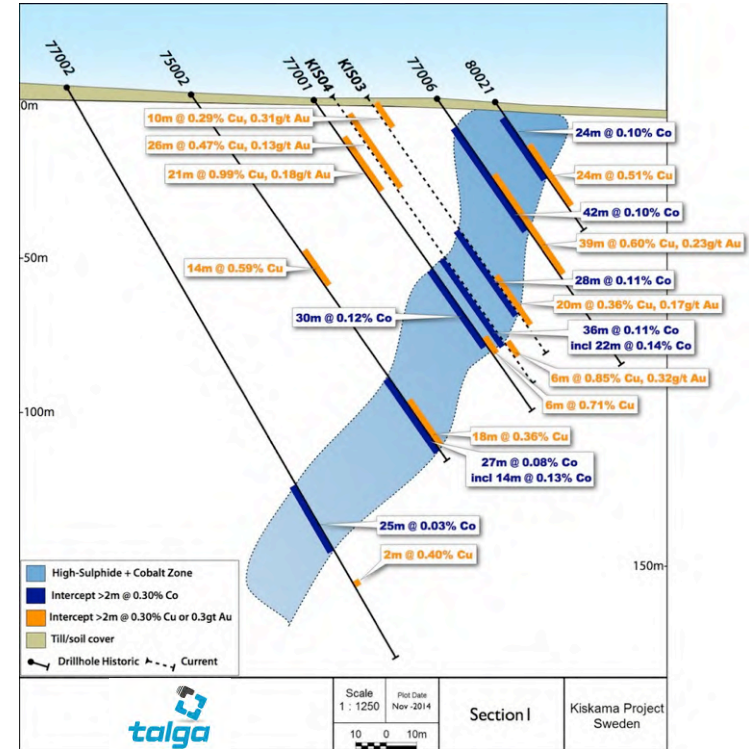 77002
75002
77001
KIS04
KIS03
77006
80021
0m
10m @ 0.29% Cu, 0.31g/t Au
26m @ 0.47% Cu, 0.13g/t Au
21m @ 0.99% Cu, 0.18g/t Au
24m @ 0.10% Co
24m @ 0.51% Cu
42m @ 0.10% Co
39m @ 0.60% Cu, 0.23g/t Au
-50m
14m @ 0.59% Cu
28m @ 0.11% Co
20m @ 0.36% Cu, 0.17g/t Au
30m @ 0.12% Co
36m @ 0.11% Co
incl 22m @ 0.14% Co
6m @ 0.85% Cu, 0.32g/t Au
6m @ 0.71% Cu
-100m
18m @ 0.36% Cu
27m @ 0.08% Co
incl 14m @ 0.13% Co
25m @ 0.03% Co
2m @ 0.40% Cu
150m
High-Sulphide + Cobalt Zone
Intercept >2m @ 0.30% Co
Intercept >2m @ 0.30% Cu or 0.3gt Au
Till/soil cover
Drillhole Historic
Current
talga
Scale
1 : 1250
Plot Date
Nov -2014
10 0 10m
Section I
Kiskama Project
Sweden